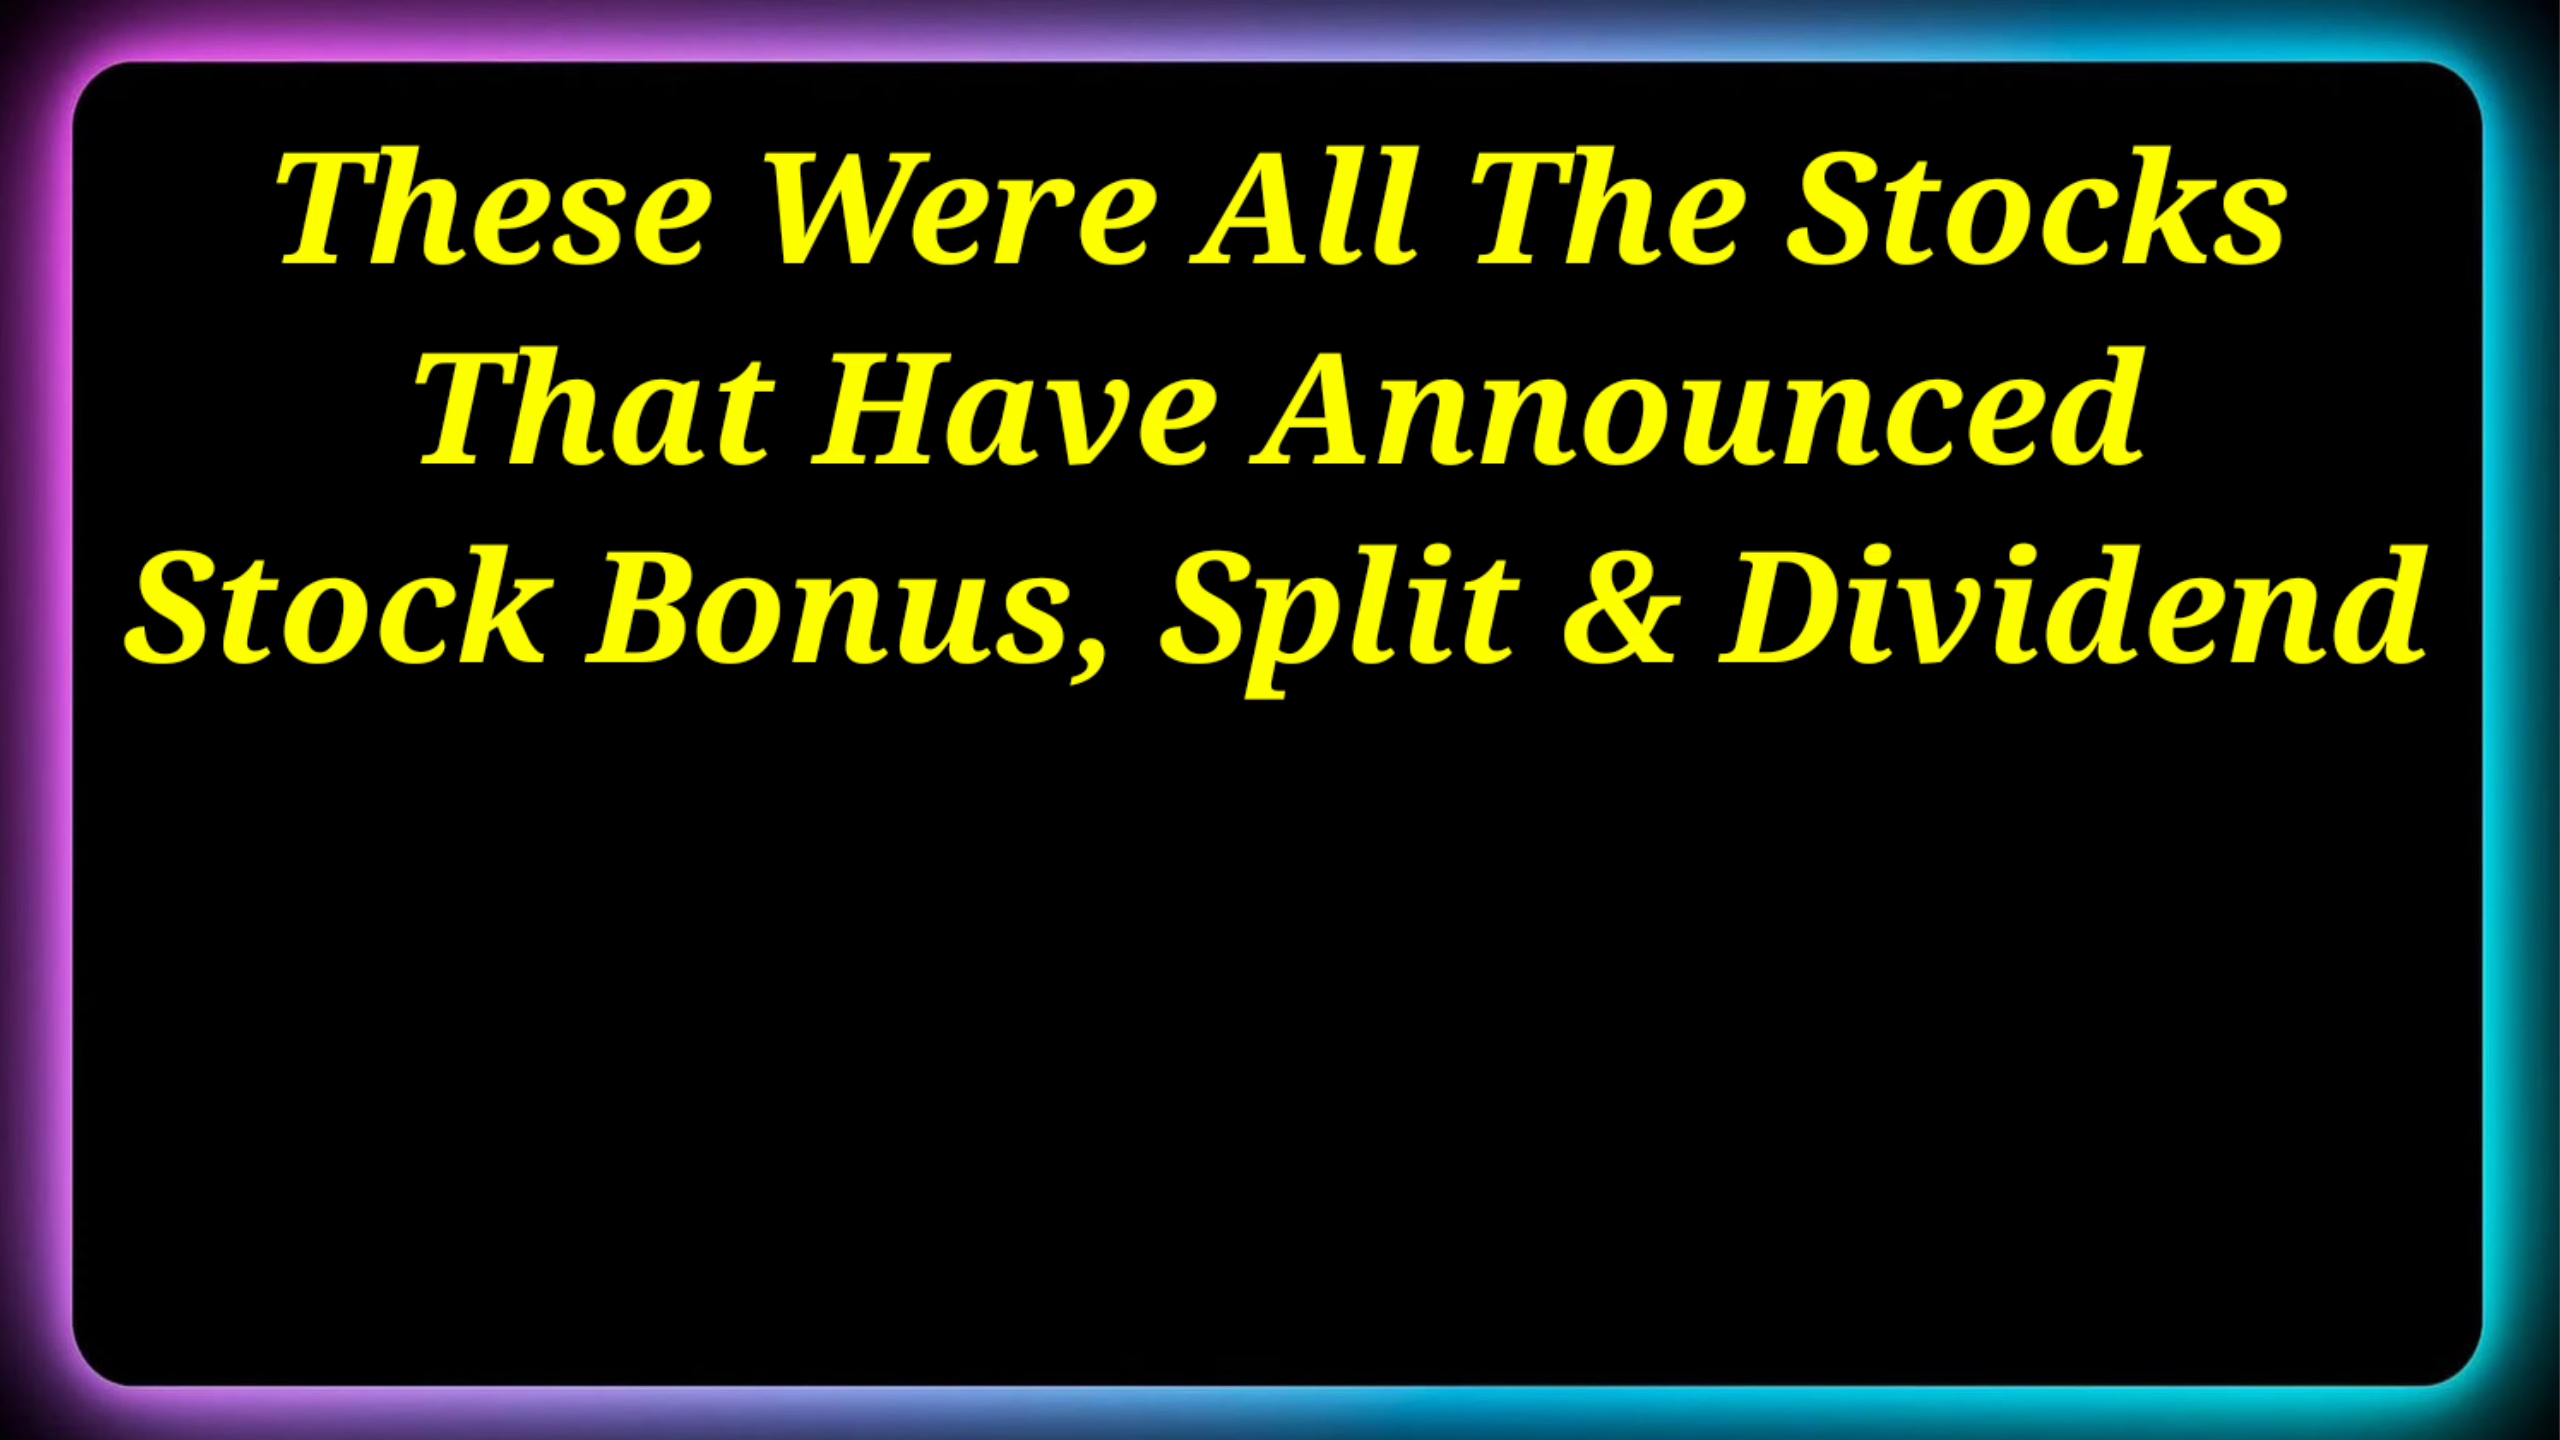 These Were All The Stocks
That Have Announced
Stock Bonus, Split & Dividend